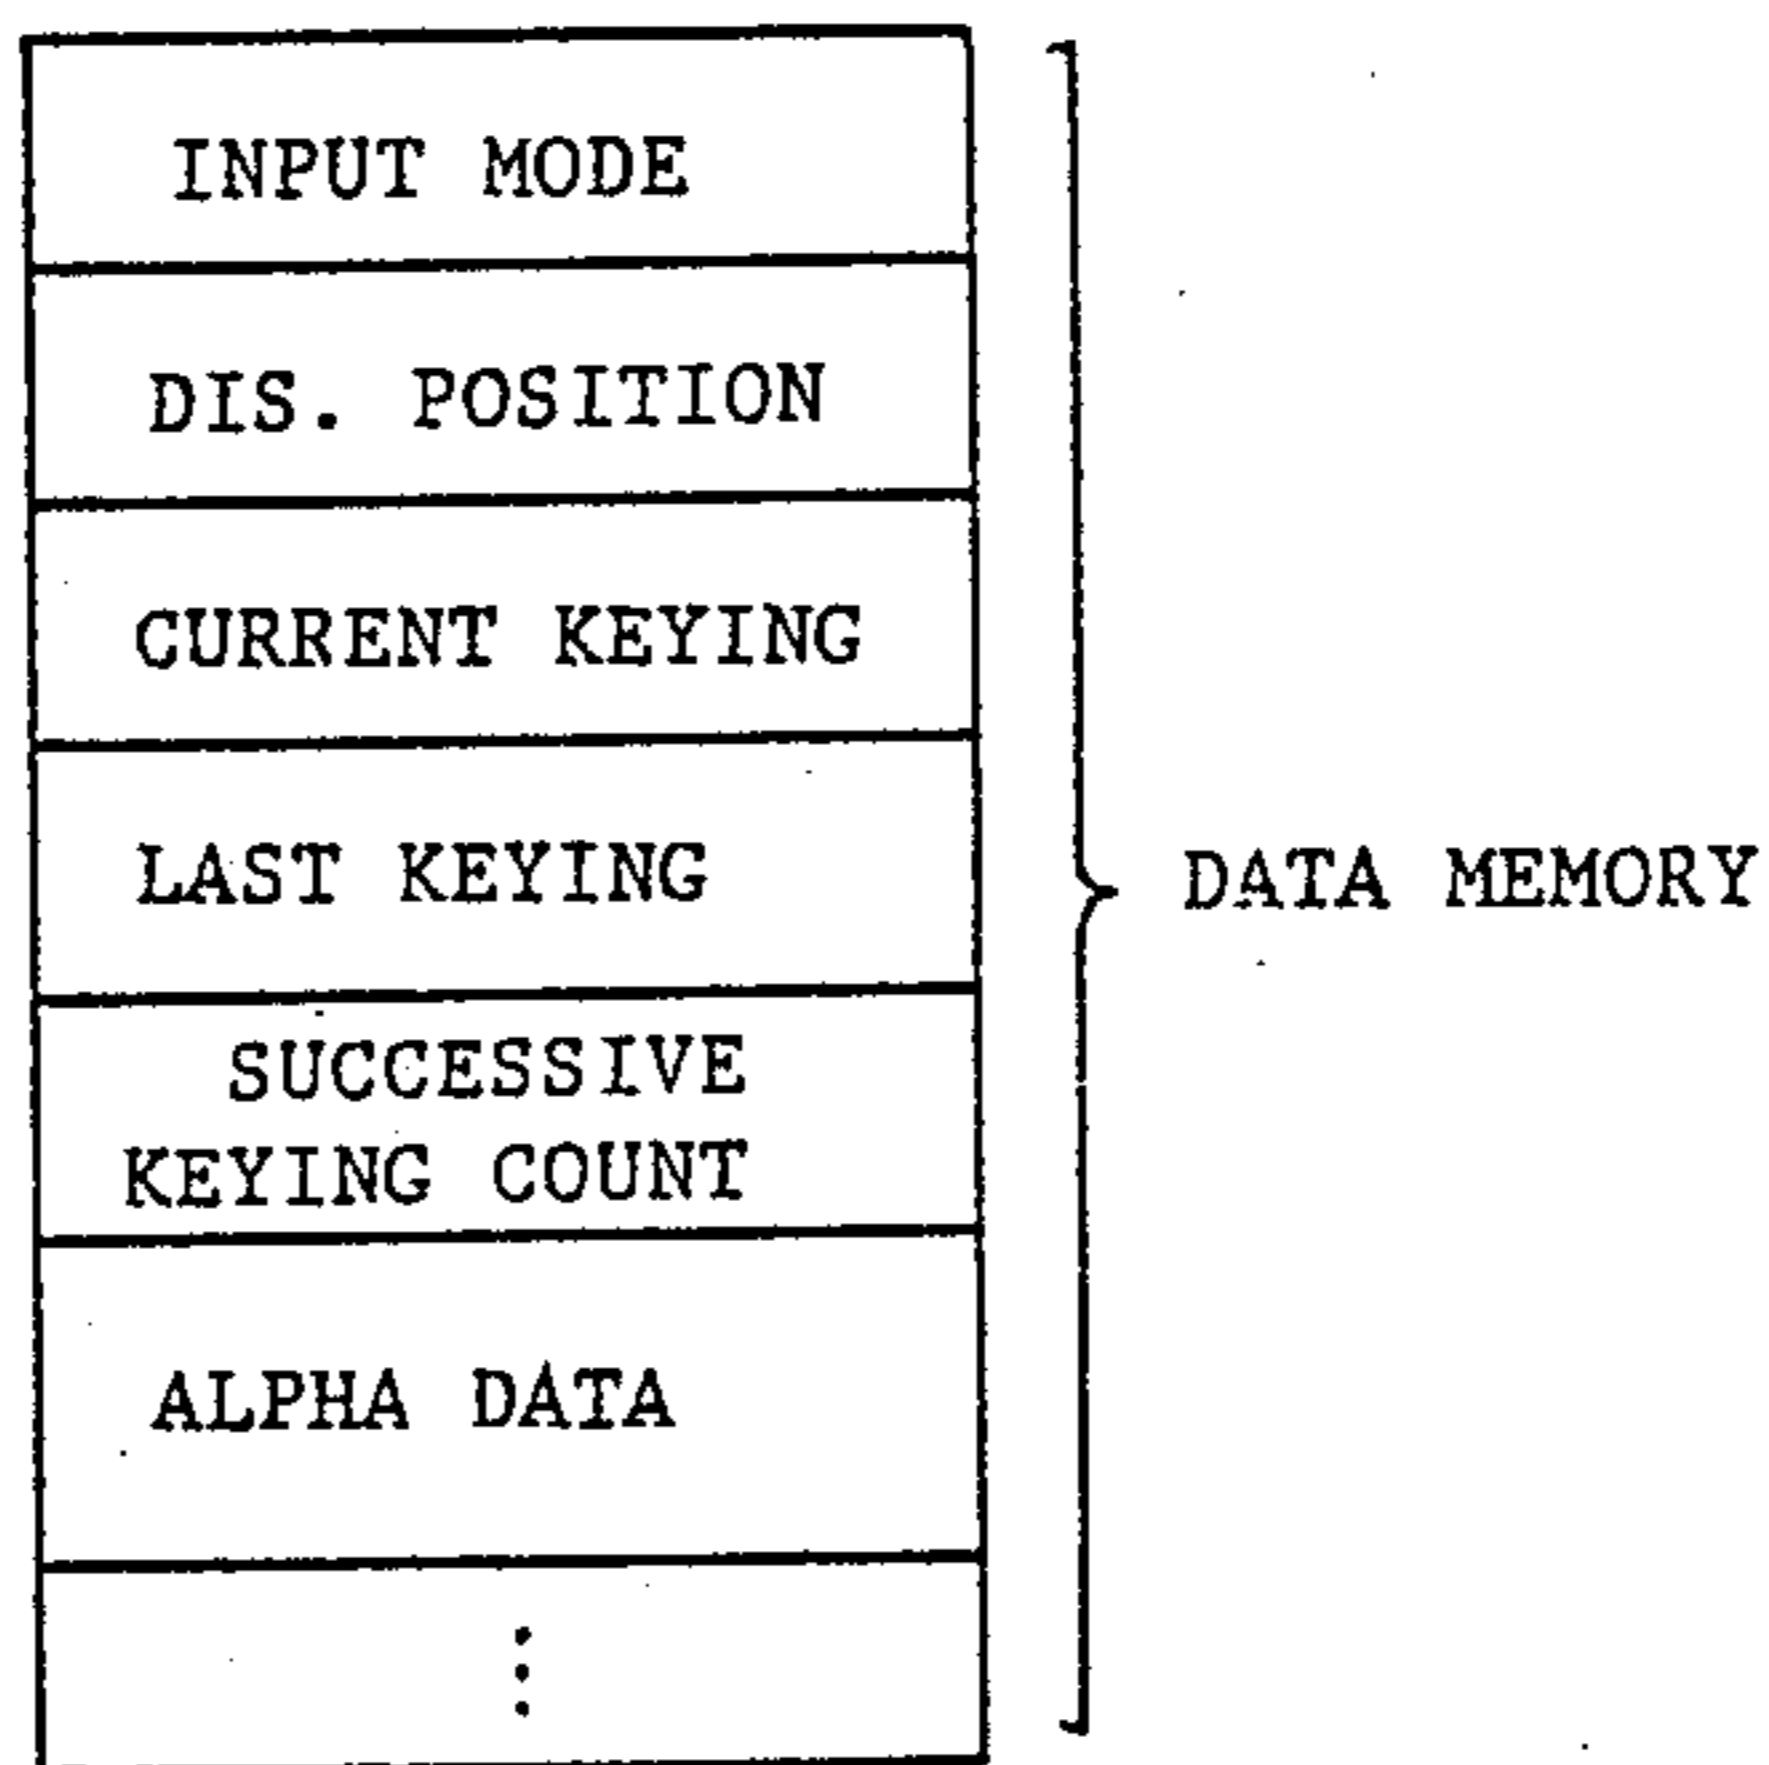 INPUT MODE
DIS. POSITION
CURRENT KEYING
LAST KEYING
SUCCESSIVE
KEYING COUNT
ALPHA DATA
DATA MEMORY